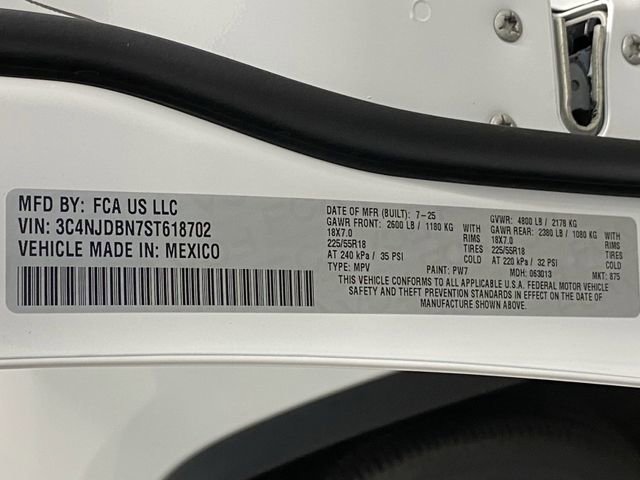 MFD BY: FCA US LLC
VIN: 3C4NJDBN7ST618702
VEHICLE MADE IN: MEXICO
DATE OF MFR (BUILT): 7-25 GVWR: 4800 LB / 2178 KG
GAWR FRONT: 2600 LB / 1180 KG WITH GAWR REAR: 2380 LB / 1080 KG WITH
18X7.0 RIMS 18X7.0 RIMS
225/55R18 TIRES 225/55R18 TIRES
AT 240 kPa / 35 PSI COLD AT 220 kPa / 32 PSI COLD
TYPE: MPV PAINT: PW7 MDH: 063013 MKT: 875
THIS VEHICLE CONFORMS TO ALL APPLICABLE U.S.A. FEDERAL MOTOR VEHICLE
SAFETY AND THEFT PREVENTION STANDARDS IN EFFECT ON THE DATE OF
MANUFACTURE SHOWN ABOVE.